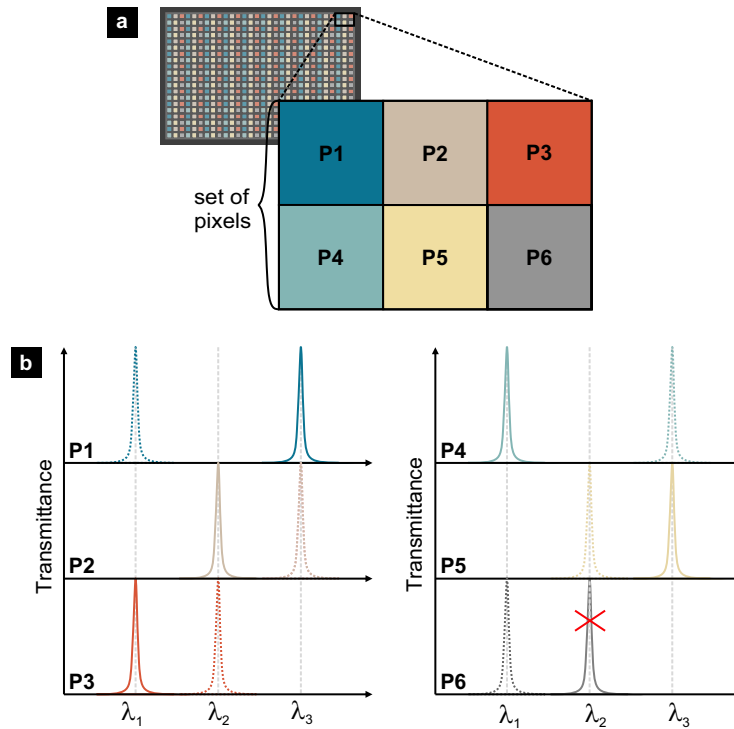 a
P1 P2 P3
set of
pixels
P4 P5 P6
b
Transmittance
P1
P2
P3
λ1 λ2 λ3
Transmittance
P4
P5
P6
λ1 λ2 λ3